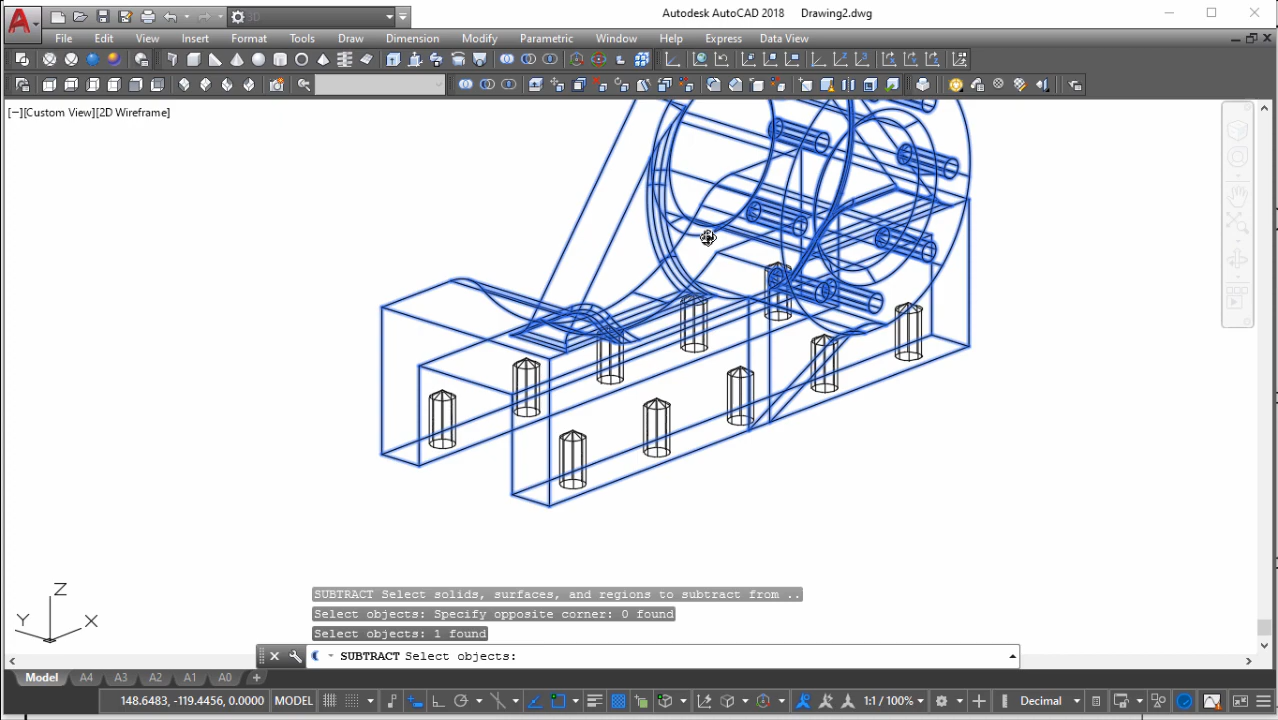 Autodesk AutoCAD 2018 Drawing2.dwg
File Edit View Insert Format Tools Draw Dimension Modify Parametric Window Help Express Data View
[−][Custom View][2D Wireframe]
Z
Y X
SUBTRACT Select solids, surfaces, and regions to subtract from ..
Select objects: Specify opposite corner: 0 found
Select objects: 1 found
SUBTRACT Select objects:
Model A4 A3 A2 A1 A0
148.6483, -119.4456, 0.0000 MODEL 1:1 / 100% Decimal